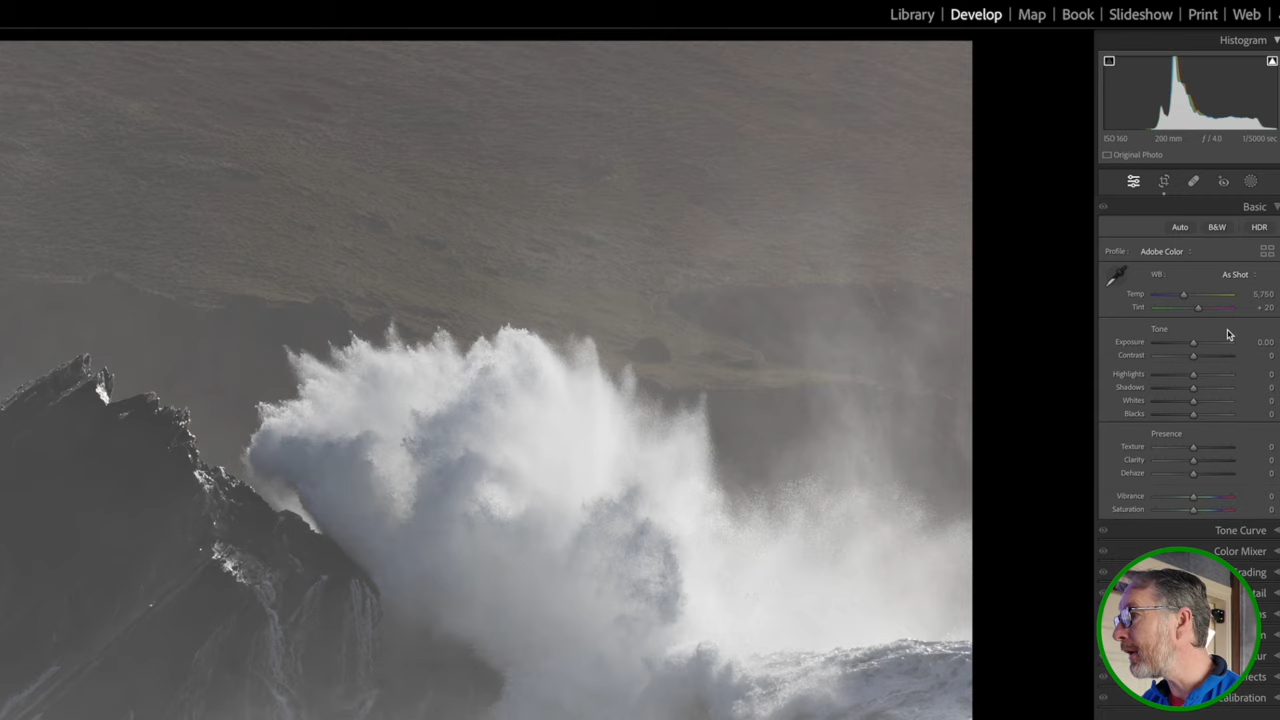 Library | Develop | Map | Book | Slideshow | Print | Web |
Histogram
ISO 160 200 mm ƒ / 4.0 1/5000 sec
Original Photo
Basic
Auto B&W HDR
Profile : Adobe Color
WB : As Shot
Temp 5,750
Tint + 20
Tone
Exposure 0.00
Contrast 0
Highlights 0
Shadows 0
Whites 0
Blacks 0
Presence
Texture 0
Clarity 0
Dehaze 0
Vibrance 0
Saturation 0
Tone Curve
Color Mixer